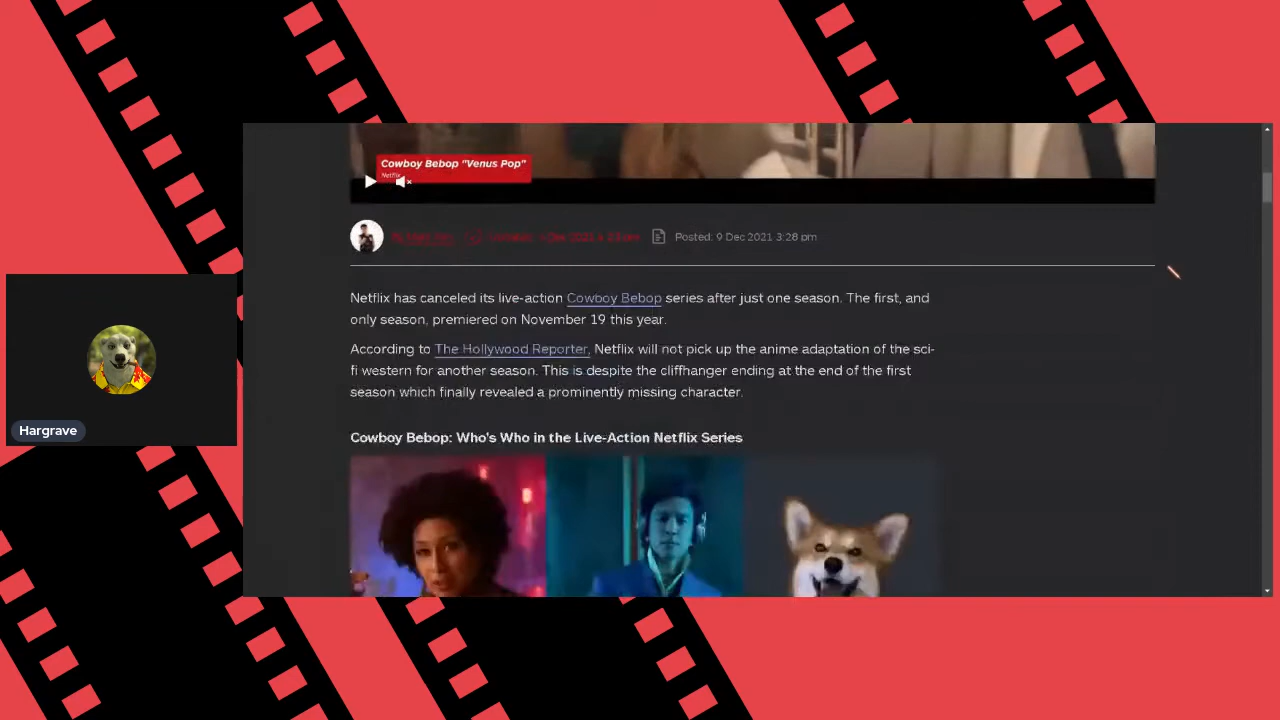 Cowboy Bebop "Venus Pop"
Netflix
Posted: 9 Dec 2021 3:28 pm
Netflix has canceled its live-action Cowboy Bebop series after just one season. The first, and
only season, premiered on November 19 this year.
According to The Hollywood Reporter, Netflix will not pick up the anime adaptation of the sci-
fi western for another season. This is despite the cliffhanger ending at the end of the first
season which finally revealed a prominently missing character.
Hargrave
Cowboy Bebop: Who's Who in the Live-Action Netflix Series